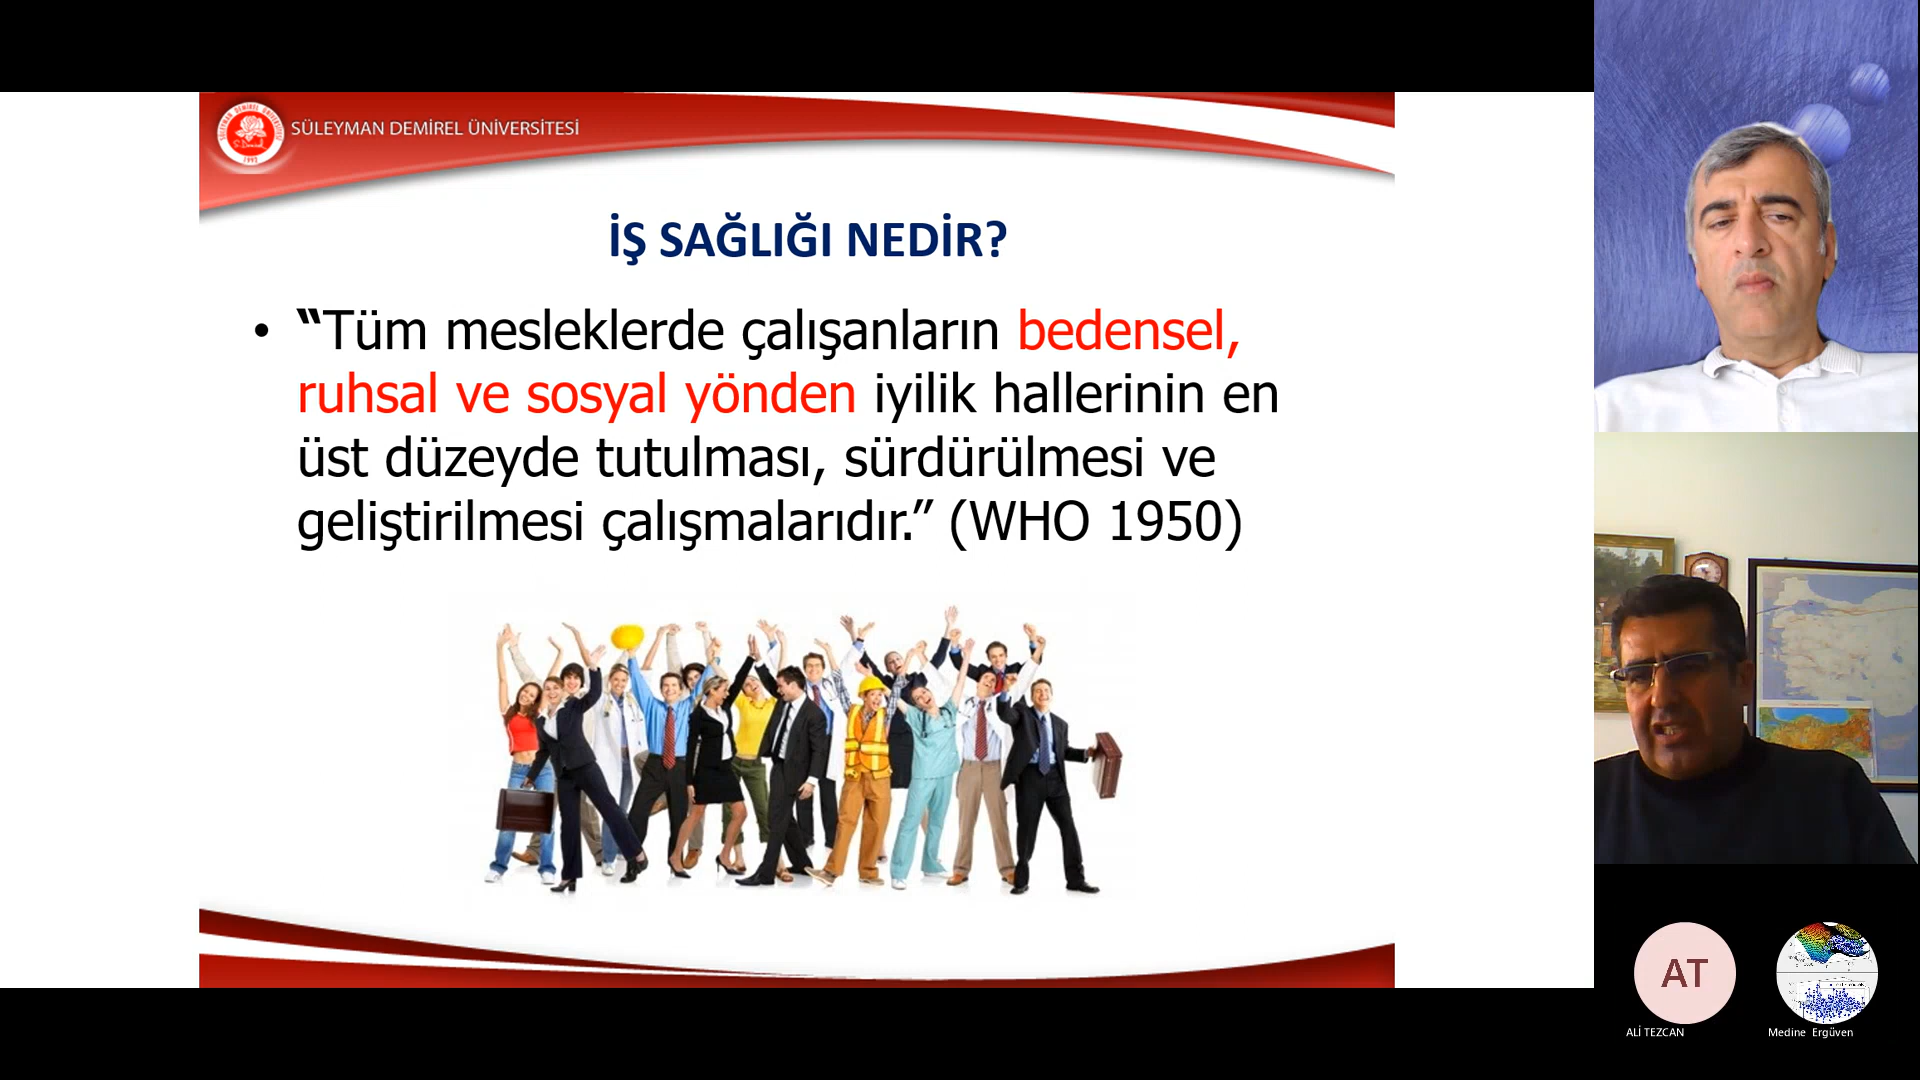 SÜLEYMAN DEMİREL ÜNİVERSİTESİ
1992
İŞ SAĞLIĞI NEDİR?
• “Tüm mesleklerde çalışanların bedensel,
ruhsal ve sosyal yönden iyilik hallerinin en
üst düzeyde tutulması, sürdürülmesi ve
geliştirilmesi çalışmalarıdır.” (WHO 1950)
AT
ALİ TEZCAN
Medine Ergüven